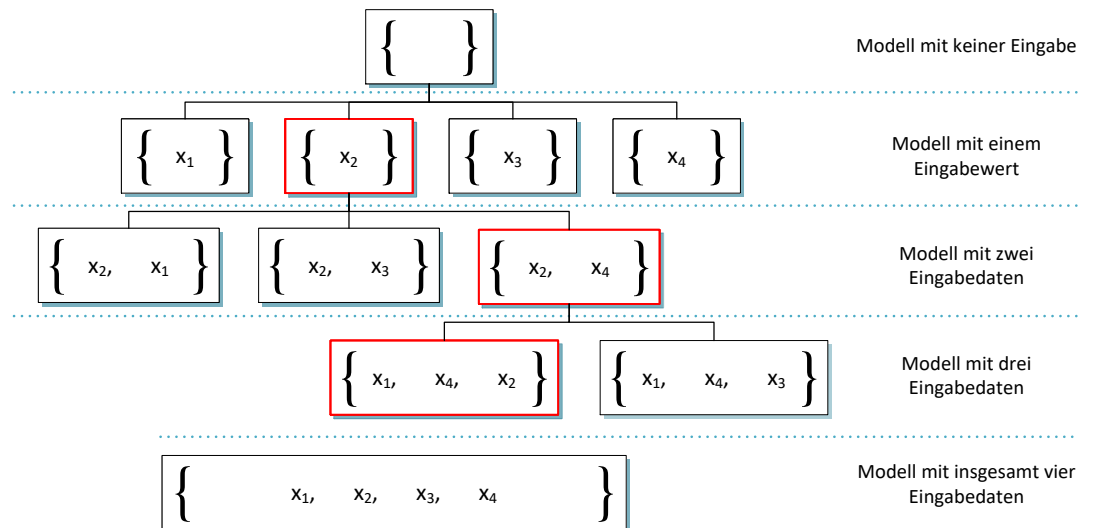 { }
Modell mit keiner Eingabe
{ x₁ } { x₂ } { x₃ } { x₄ }
Modell mit einem
Eingabewert
{ x₂, x₁ } { x₂, x₃ } { x₂, x₄ }
Modell mit zwei
Eingabedaten
{ x₁, x₄, x₂ } { x₁, x₄, x₃ }
Modell mit drei
Eingabedaten
{ x₁, x₂, x₃, x₄ }
Modell mit insgesamt vier
Eingabedaten